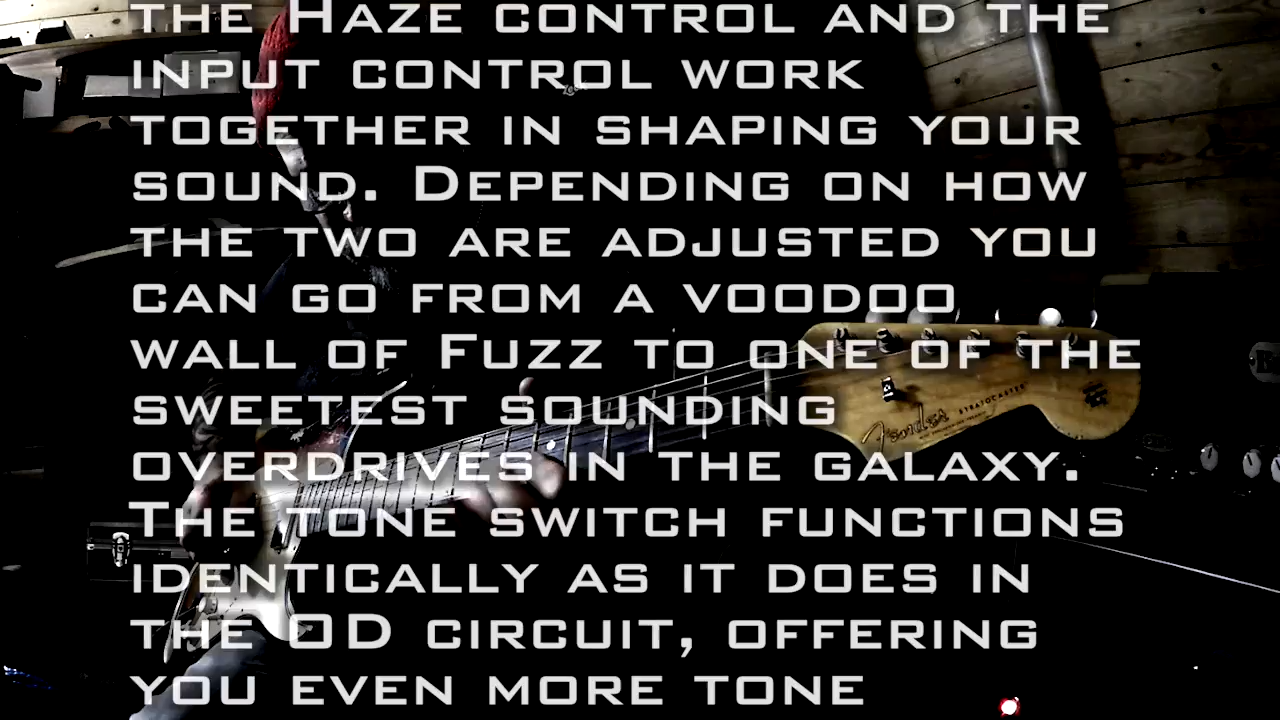 the Haze control and the
input control work
together in shaping your
sound. Depending on how
the two are adjusted you
can go from a voodoo
wall of Fuzz to one of the
sweetest sounding
overdrives in the galaxy.
The tone switch functions
identically as it does in
the OD circuit, offering
you even more tone
Fender STRATOCASTER